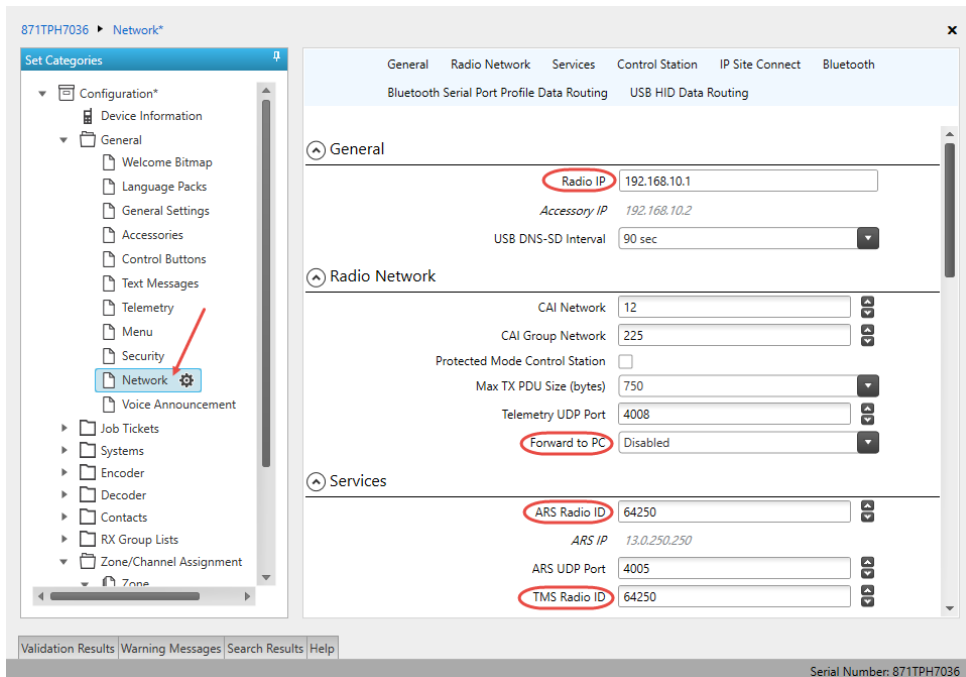 871TPH7036 ▸ Network*
Set Categories
Configuration*
Device Information
General
Welcome Bitmap
Language Packs
General Settings
Accessories
Control Buttons
Text Messages
Telemetry
Menu
Security
Network
Voice Announcement
Job Tickets
Systems
Encoder
Decoder
Contacts
RX Group Lists
Zone/Channel Assignment
Zone
General Radio Network Services Control Station IP Site Connect Bluetooth
Bluetooth Serial Port Profile Data Routing USB HID Data Routing
General
Radio IP 192.168.10.1
Accessory IP 192.168.10.2
USB DNS-SD Interval 90 sec
Radio Network
CAI Network 12
CAI Group Network 225
Protected Mode Control Station
Max TX PDU Size (bytes) 750
Telemetry UDP Port 4008
Forward to PC Disabled
Services
ARS Radio ID 64250
ARS IP 13.0.250.250
ARS UDP Port 4005
TMS Radio ID 64250
Validation Results Warning Messages Search Results Help
Serial Number: 871TPH7036